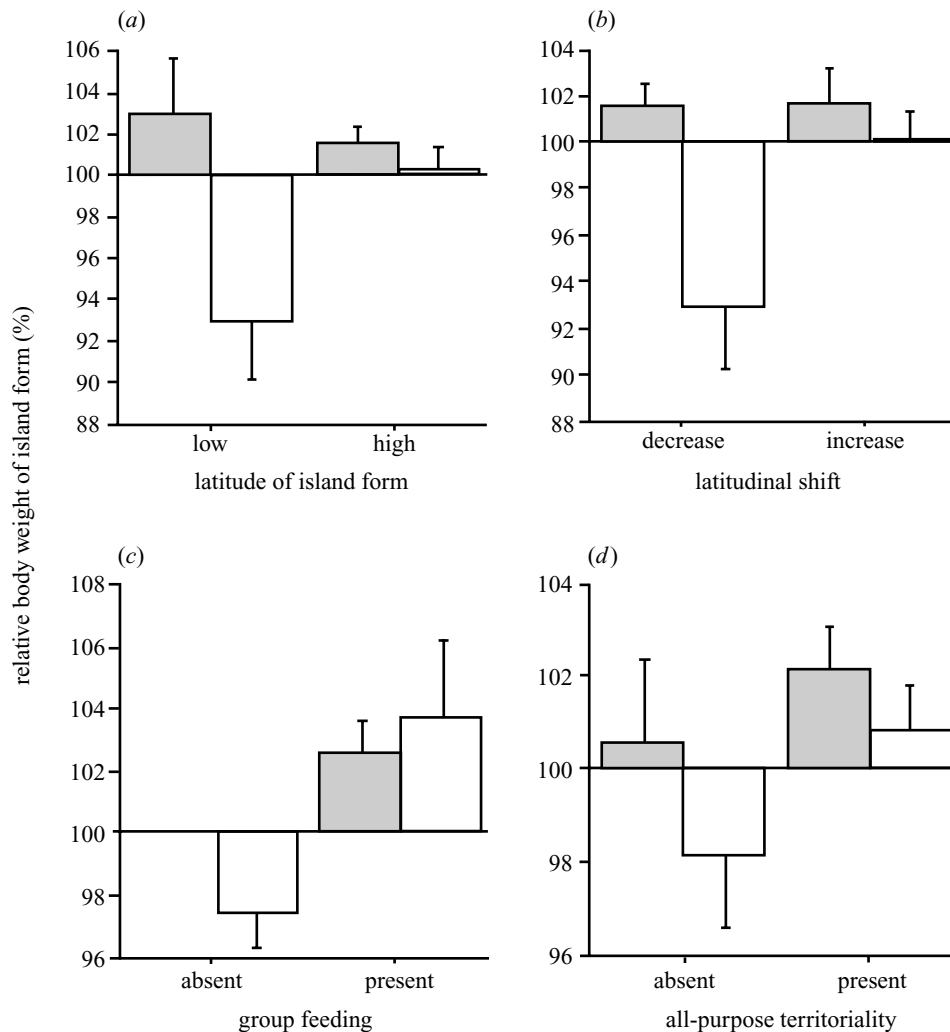 (a)
106
104
102
100
98
96
94
92
90
88
low high
latitude of island form
(b)
104
102
100
98
96
94
92
90
88
decrease increase
latitudinal shift
relative body weight of island form (%)
(c)
108
106
104
102
100
98
96
absent present
group feeding
(d)
104
102
100
98
96
absent present
all-purpose territoriality